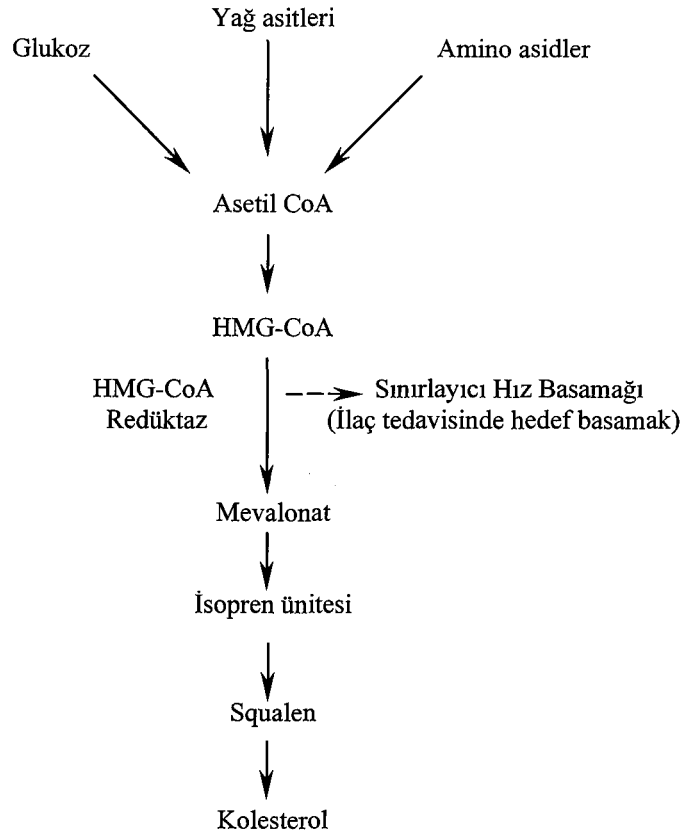 Yağ asitleri
Glukoz
Amino asidler
Asetil CoA
HMG-CoA
HMG-CoA
Redüktaz
Sınırlayıcı Hız Basamağı
(İlaç tedavisinde hedef basamak)
Mevalonat
İsopren ünitesi
Squalen
Kolesterol